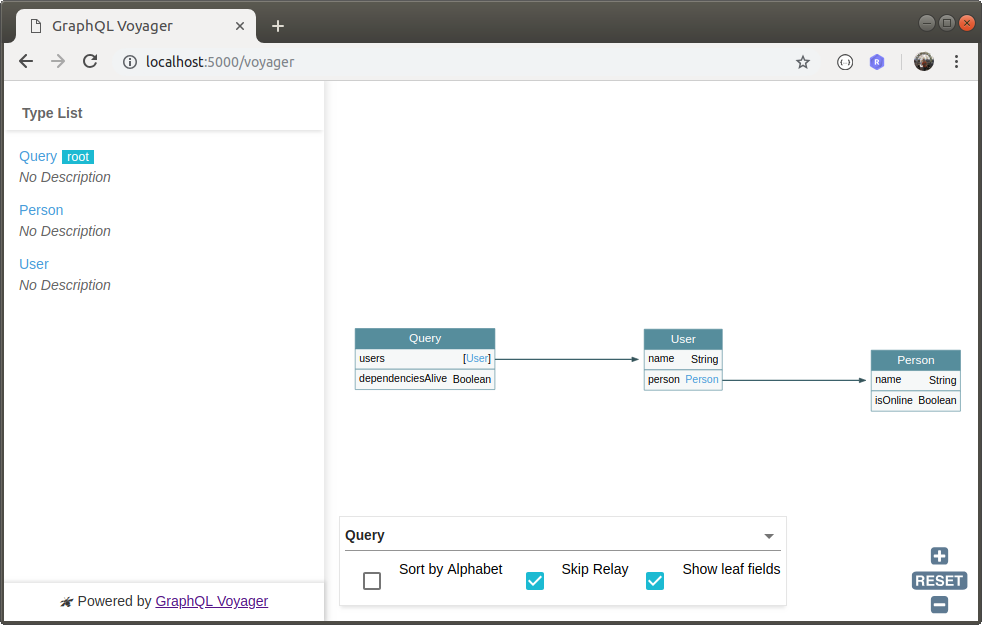 GraphQL Voyager
localhost:5000/voyager
Type List
Query root
No Description
Person
No Description
User
No Description
Query
users [User]
dependenciesAlive Boolean
User
name String
person Person
Person
name String
isOnline Boolean
Query
Sort by Alphabet Skip Relay Show leaf fields
RESET
Powered by GraphQL Voyager